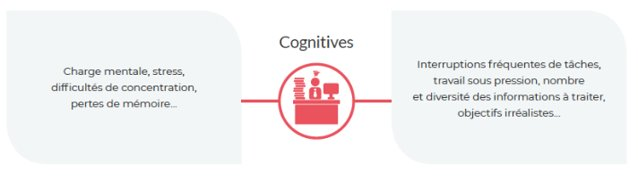 Cognitives
Charge mentale, stress,
difficultés de concentration,
pertes de mémoire...
Interruptions fréquentes de tâches,
travail sous pression, nombre
et diversité des informations à traiter,
objectifs irréalistes...